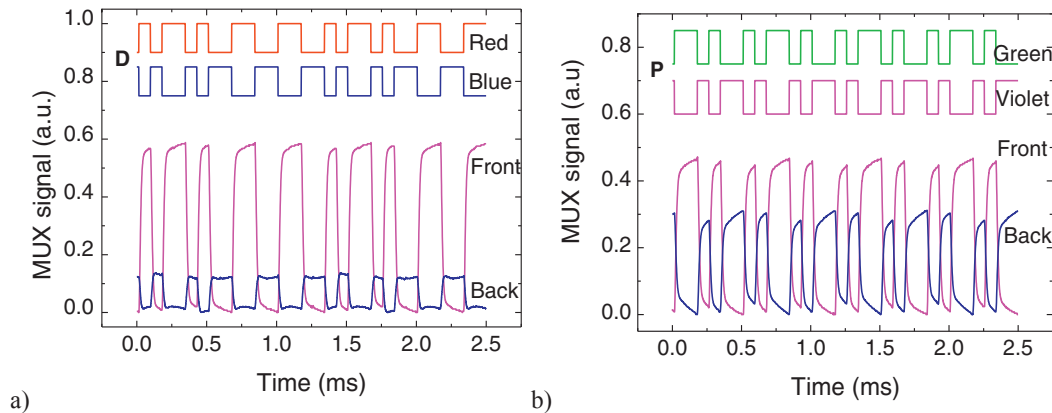 1.0
0.8
0.6
0.4
0.2
0.0
MUX signal (a.u.)
D
Red
Blue
Front
Back
0.0 0.5 1.0 1.5 2.0 2.5
Time (ms)
a)
0.8
0.6
0.4
0.2
0.0
MUX signal (a.u)
P
Green
Violet
Front
Back
0.0 0.5 1.0 1.5 2.0 2.5
Time (ms)
b)